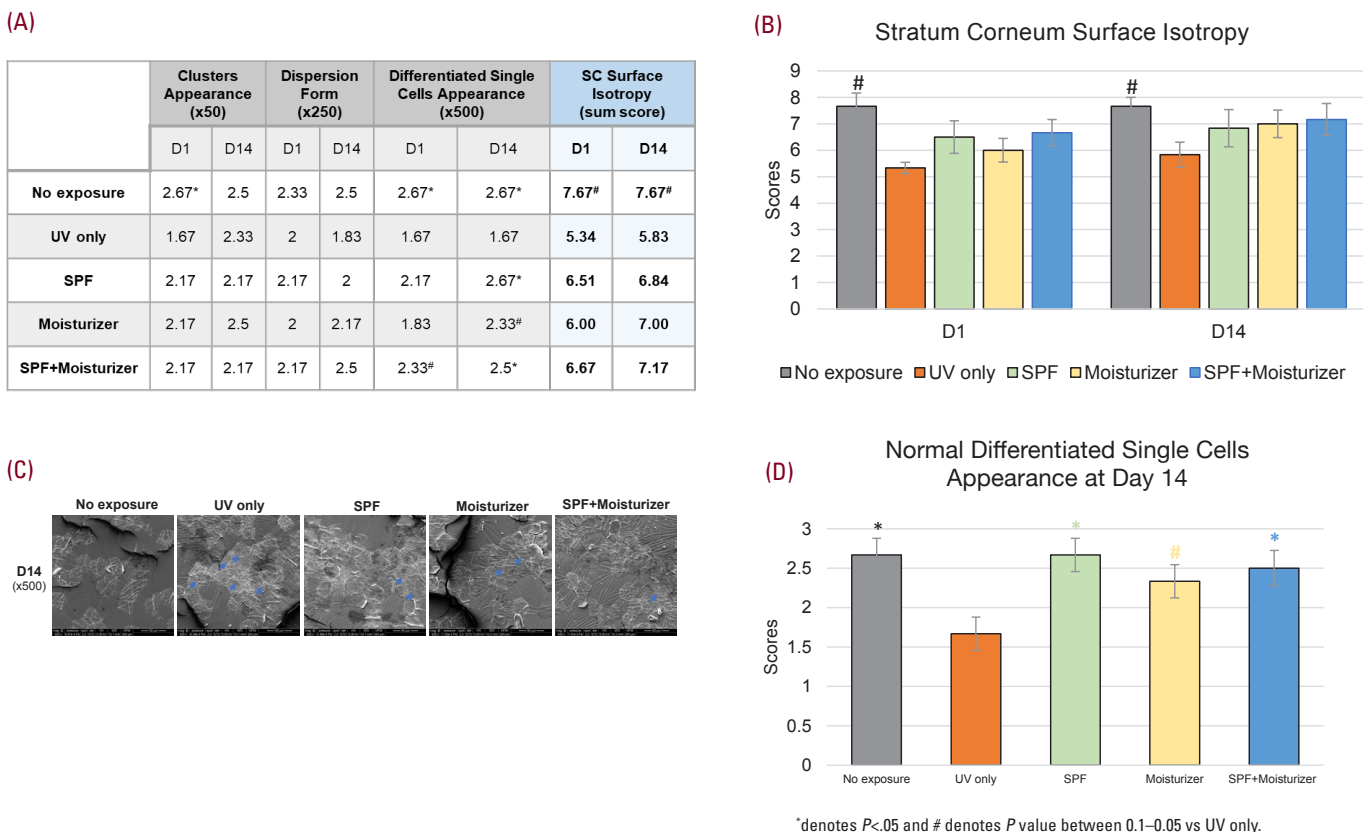 (A)
Clusters Appearance (x50) Dispersion Form (x250) Differentiated Single Cells Appearance (x500) SC Surface Isotropy (sum score)
D1 D14 D1 D14 D1 D14 D1 D14
No exposure 2.67* 2.5 2.33 2.5 2.67* 2.67* 7.67# 7.67#
UV only 1.67 2.33 2 1.83 1.67 1.67 5.34 5.83
SPF 2.17 2.17 2.17 2 2.17 2.67* 6.51 6.84
Moisturizer 2.17 2.5 2 2.17 1.83 2.33# 6.00 7.00
SPF+Moisturizer 2.17 2.17 2.17 2.5 2.33# 2.5* 6.67 7.17
(B)
Stratum Corneum Surface Isotropy
Scores
9
8
7
6
5
4
3
2
1
0
# #
D1 D14
No exposure UV only SPF Moisturizer SPF+Moisturizer
(C)
No exposure UV only SPF Moisturizer SPF+Moisturizer
D14
(x500)
(D)
Normal Differentiated Single Cells
Appearance at Day 14
Scores
3
2.5
2
1.5
1
0.5
0
* * # *
No exposure UV only SPF Moisturizer SPF+Moisturizer
*denotes P<.05 and # denotes P value between 0.1–0.05 vs UV only.